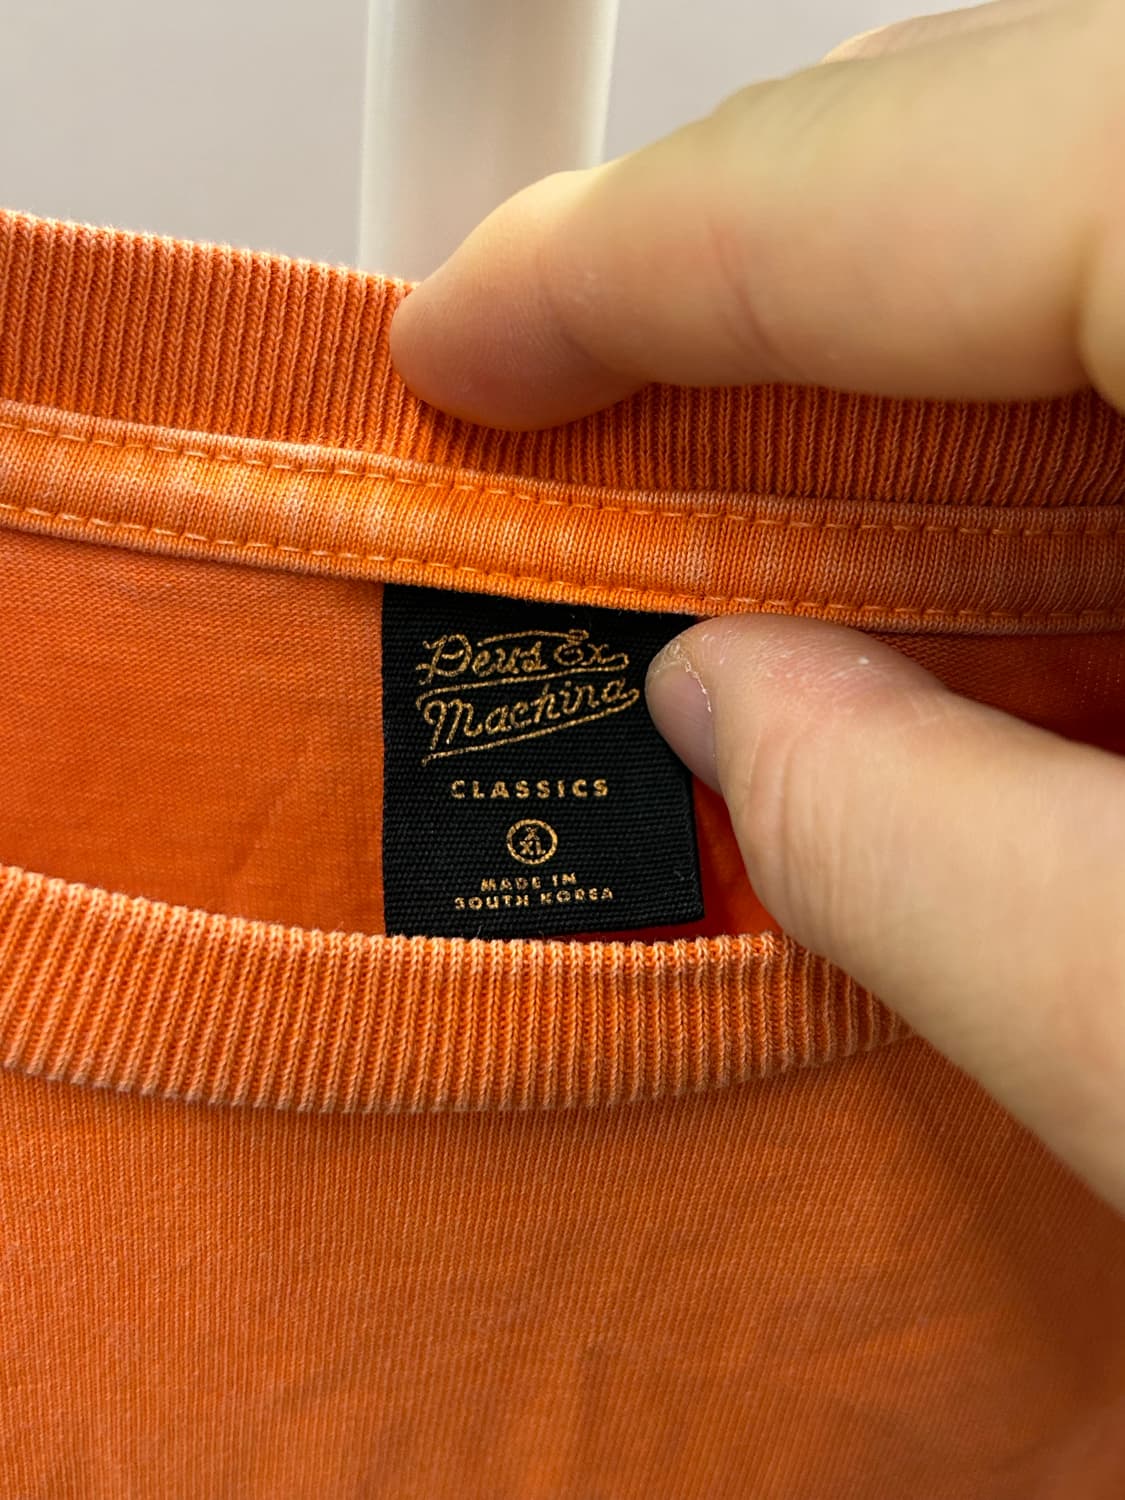 Deus Ex
Machina
CLASSICS
X
XL
MADE IN
SOUTH KOREA